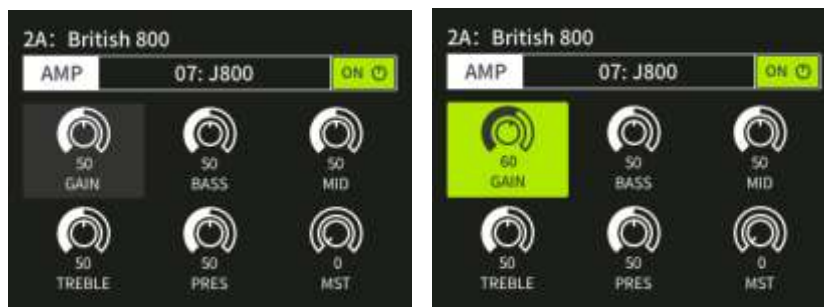 2A: British 800
AMP 07: J800 ON
50 50 50
GAIN BASS MID
50 50 0
TREBLE PRES MST
2A: British 800
AMP 07: J800 ON
60 50 50
GAIN BASS MID
50 50 0
TREBLE PRES MST